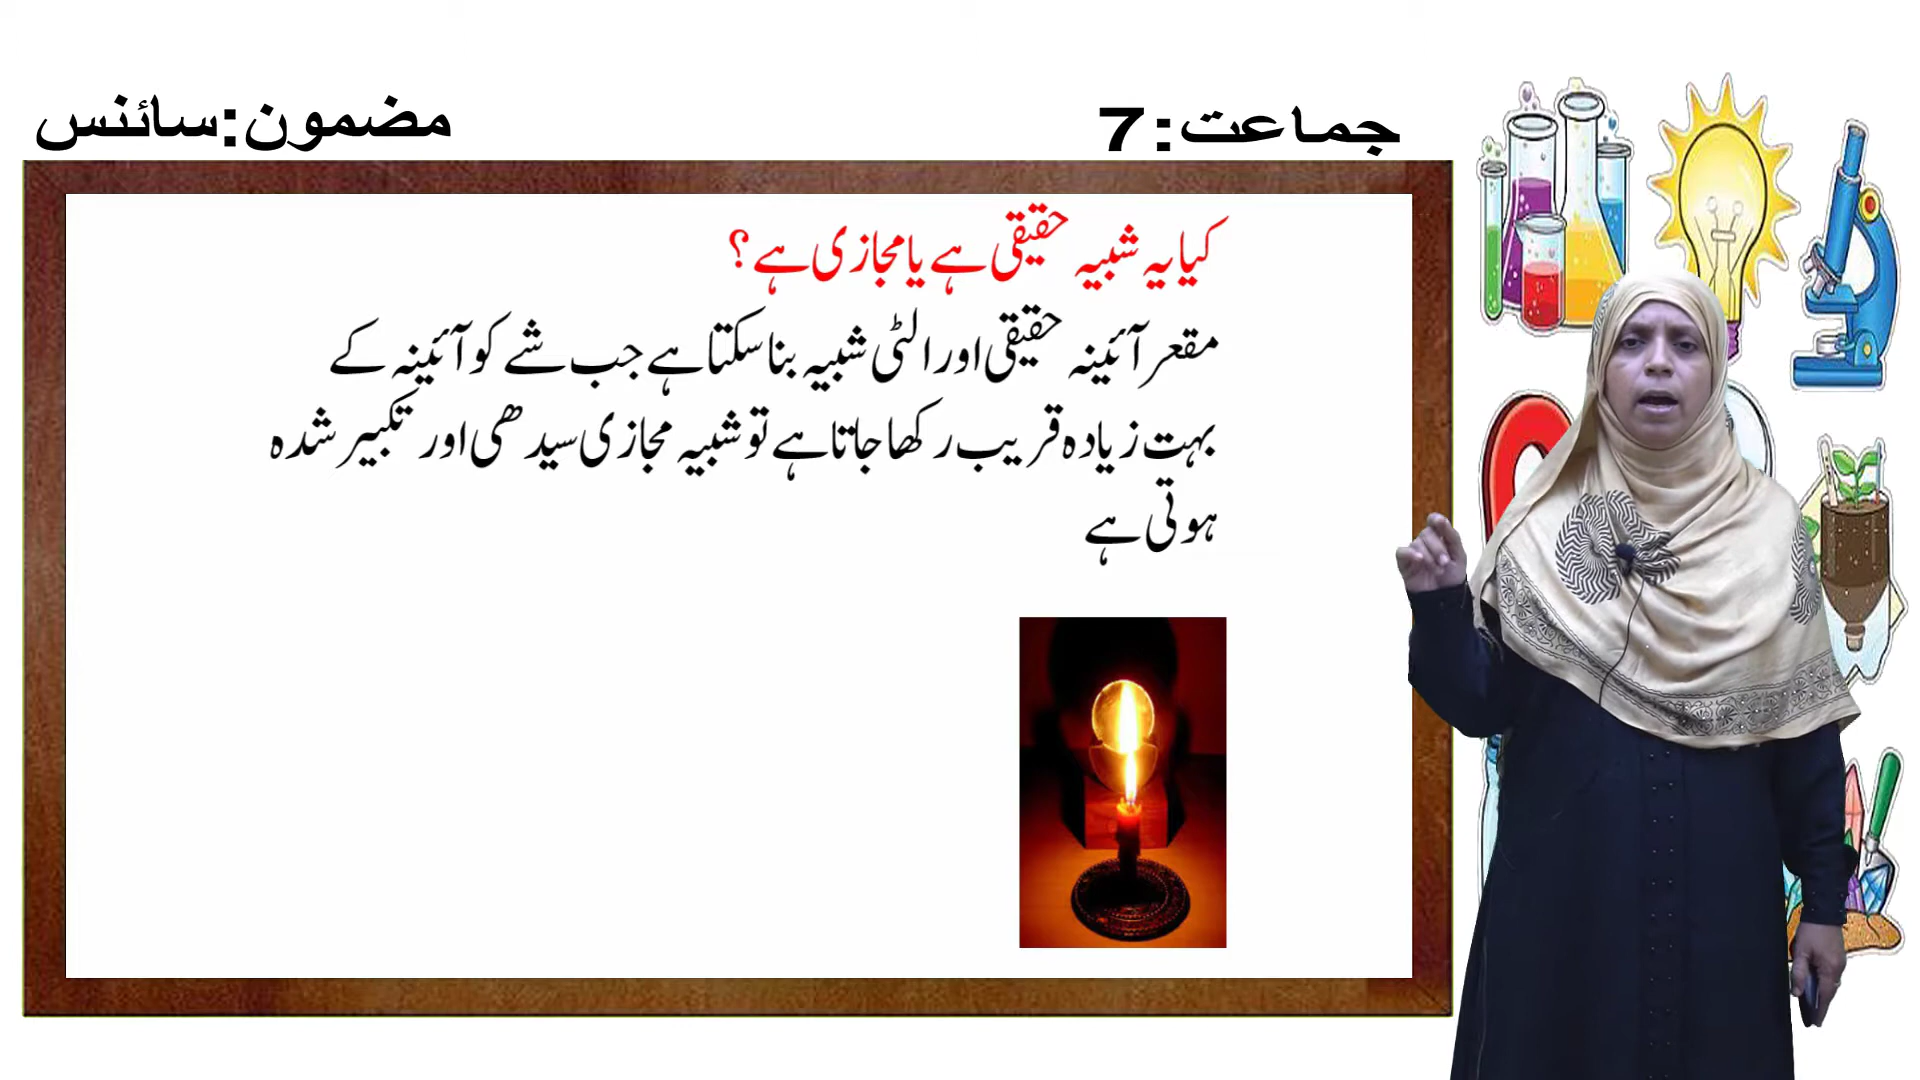 جماعت:7
مضمون:سائنس
کیا یہ شبیہ حقیقی ہے یا مجازی ہے؟
مقعر آئینہ حقیقی اور الٹی شبیہ بنا سکتا ہے جب شے کو آئینہ کے
بہت زیادہ قریب رکھا جاتا ہے تو شبیہ مجازی سیدھی اور تکبیر شدہ
ہوتی ہے